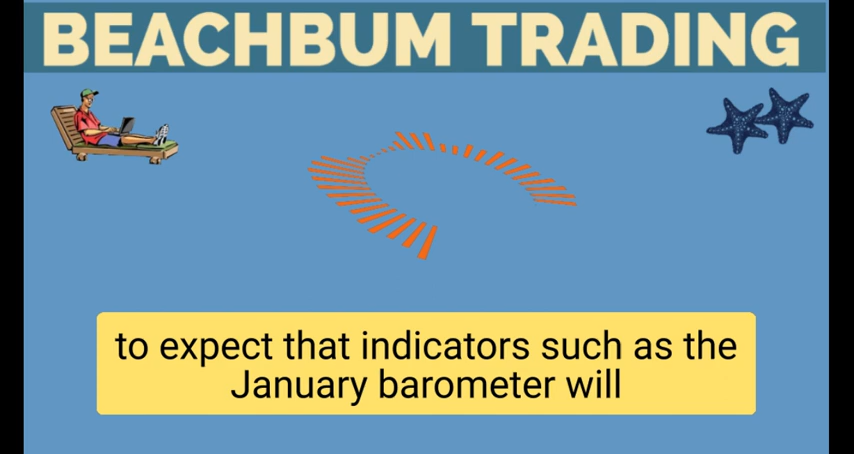 BEACHBUM TRADING
to expect that indicators such as the
January barometer will